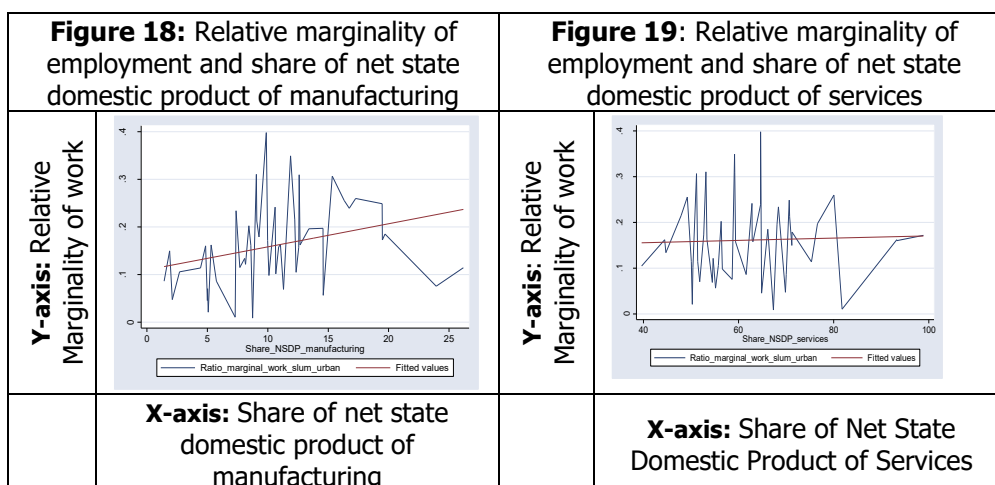 Figure 18: Relative marginality of
employment and share of net state
domestic product of manufacturing
Figure 19: Relative marginality of
employment and share of net state
domestic product of services
Y-axis: Relative
Marginality of work
0 .1 .2 .3 .4
0 5 10 15 20 25
Share_NSDP_manufacturing
Ratio_marginal_work_slum_urban Fitted values
Y-axis: Relative
Marginality of work
0 .1 .2 .3 .4
40 60 80 100
Share_NSDP_services
Ratio_marginal_work_slum_urban Fitted values
X-axis: Share of net state
domestic product of
manufacturing
X-axis: Share of Net State
Domestic Product of Services